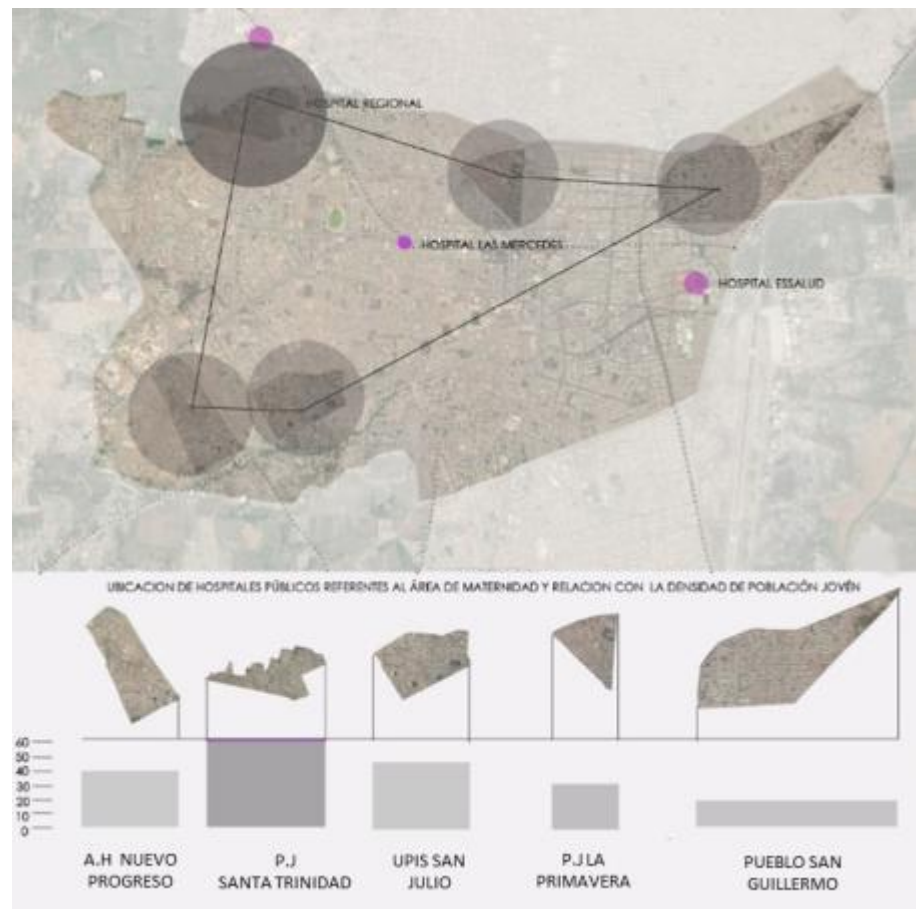 HOSPITAL REGIONAL
HOSPITAL LAS MERCEDES
HOSPITAL ESSALUD
UBICACION DE HOSPITALES PÚBLICOS REFERENTES AL ÁREA DE MATERNIDAD Y RELACION CON LA DENSIDAD DE POBLACIÓN JOVÉN
60
50
40
30
20
10
0
A.H NUEVO
PROGRESO
P.J
SANTA TRINIDAD
UPIS SAN
JULIO
P.J LA
PRIMAVERA
PUEBLO SAN
GUILLERMO